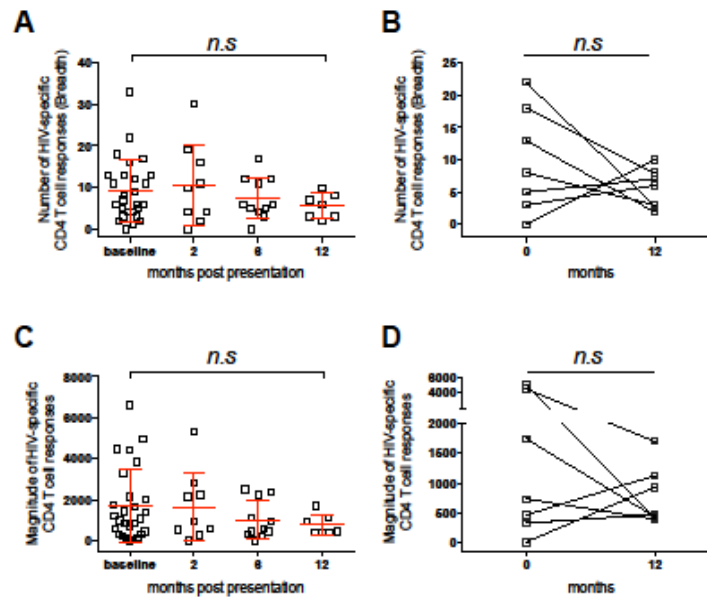 A
n.s
Number of HIV-specific
CD4 T cell responses (Breadth)
40
30
20
10
0
baseline
2
6
12
months post presentation
B
n.s
Number of HIV-specific
CD4 T cell responses (Breadth)
25
20
15
10
5
0
0
12
months
C
n.s
Magnitude of HIV-specific
CD4 T cell responses
8000
6000
4000
2000
0
baseline
2
6
12
months post presentation
D
n.s
Magnitude of HIV-specific
CD4 T cell responses
6000
4000
2000
1500
1000
500
0
0
12
months